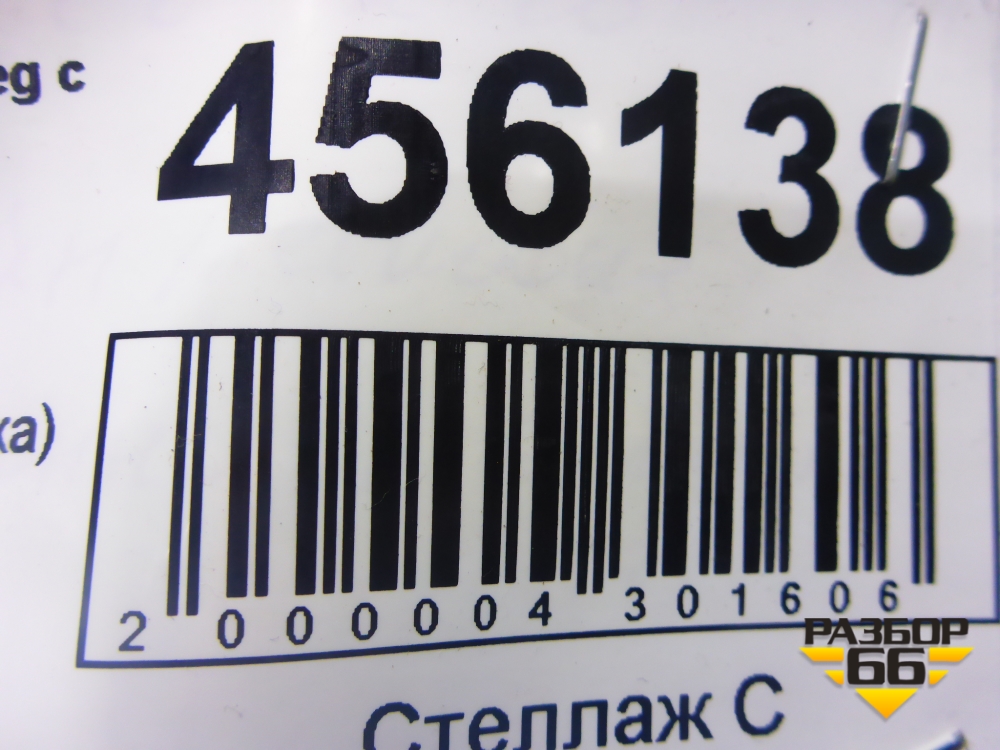 eg c
456138
ка)
2 000004 301606
Стеллаж С
РАЗБОР
66